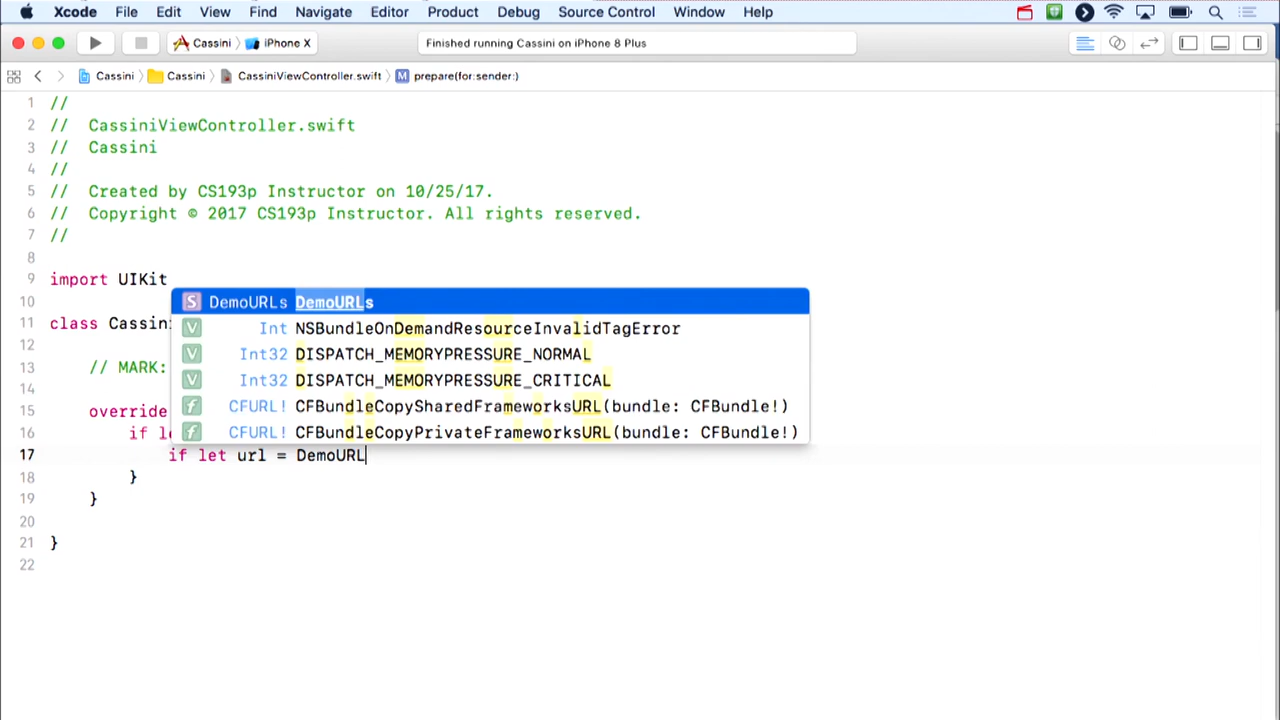 Xcode File Edit View Find Navigate Editor Product Debug Source Control Window Help
Cassini iPhone X Finished running Cassini on iPhone 8 Plus
Cassini Cassini CassiniViewController.swift M prepare(for:sender:)
1 //
2 // CassiniViewController.swift
3 // Cassini
4 //
5 // Created by CS193p Instructor on 10/25/17.
6 // Copyright © 2017 CS193p Instructor. All rights reserved.
7 //
8
9 import UIKit
10
S DemoURLs DemoURLs
11 class Cassini
V Int NSBundleOnDemandResourceInvalidTagError
12
V Int32 DISPATCH_MEMORYPRESSURE_NORMAL
13 // MARK:
V Int32 DISPATCH_MEMORYPRESSURE_CRITICAL
14
15 override
f CFURL! CFBundleCopySharedFrameworksURL(bundle: CFBundle!)
16 if le
f CFURL! CFBundleCopyPrivateFrameworksURL(bundle: CFBundle!)
17 if let url = DemoURL
18 }
19 }
20
21 }
22